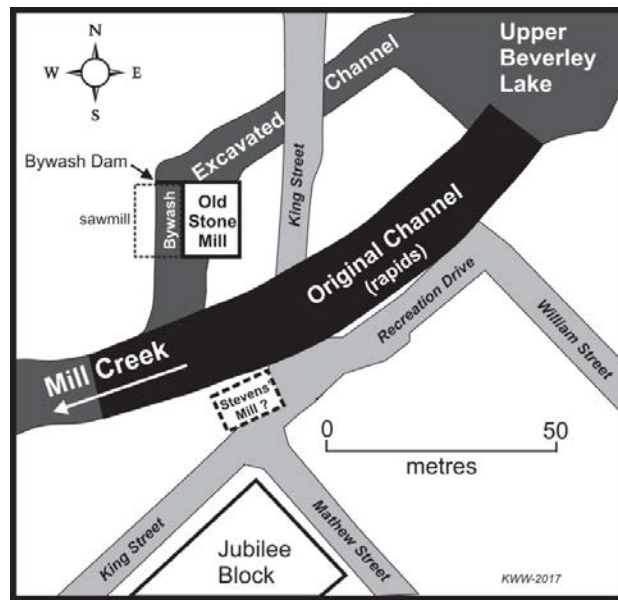 N
W E
S
Upper
Beverley
Lake
Excavated Channel
King Street
Bywash Dam
sawmill
Bywash
Old
Stone
Mill
Original Channel
(rapids)
Recreation Drive
William Street
Mill Creek
Stevens'
Mill ?
0 50
metres
King Street
Mathew Street
Jubilee
Block
KWW-2017